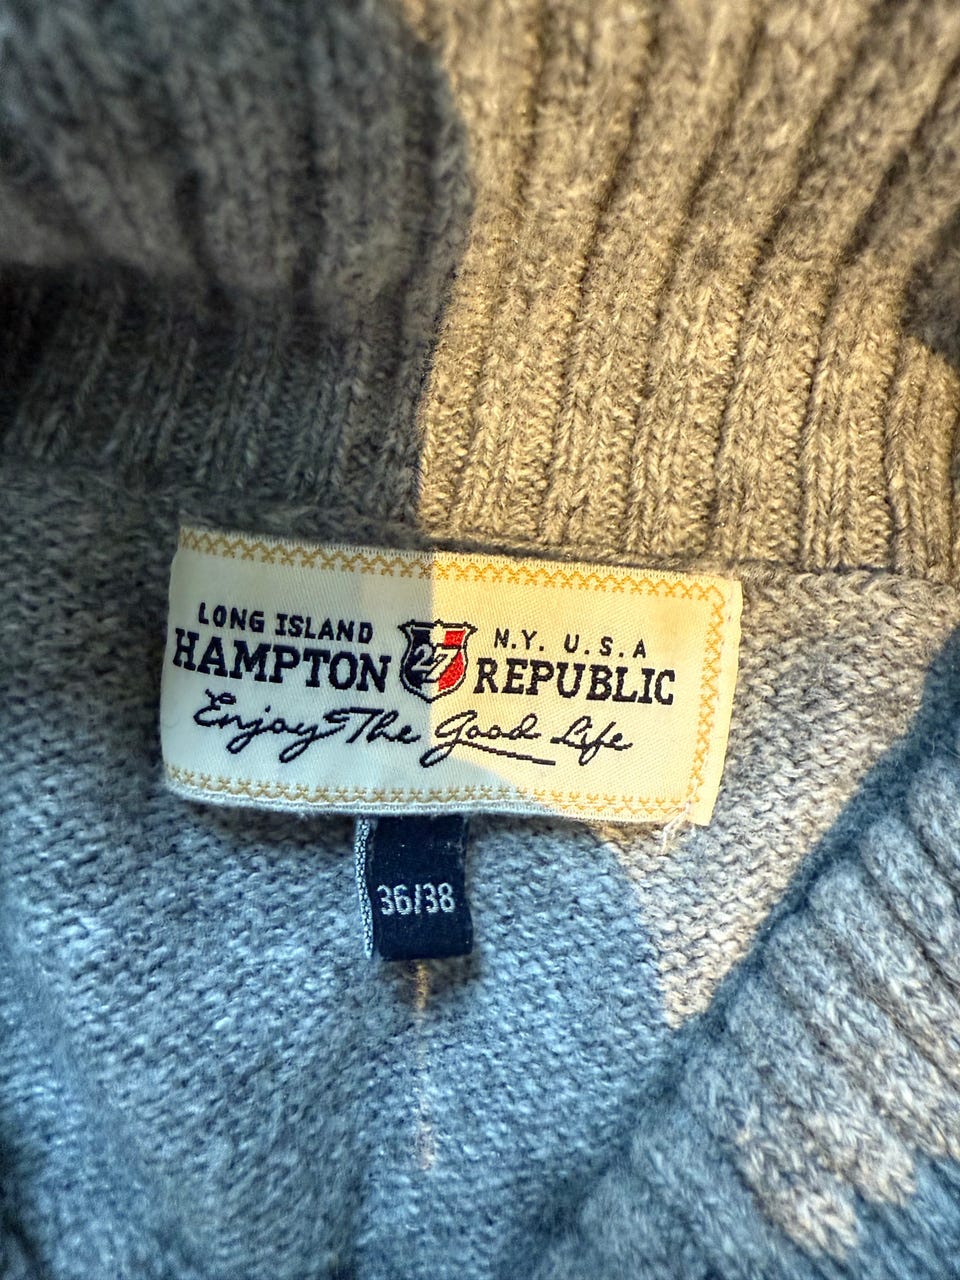 LONG ISLAND 27 N.Y. U.S.A
HAMPTON REPUBLIC
Enjoy The Good Life
36/38